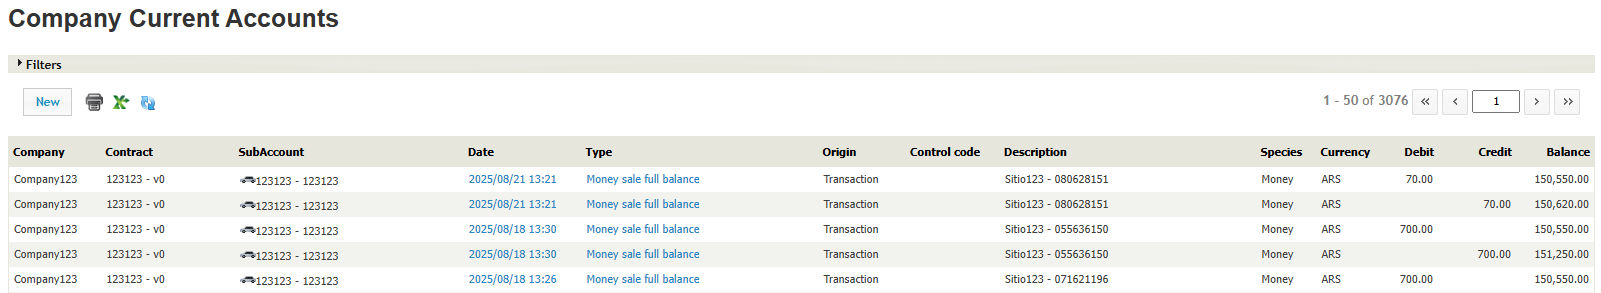 Company Current Accounts
Filters
New 1 - 50 of 3076 « ‹ 1 › »
Company Contract SubAccount Date Type Origin Control code Description Species Currency Debit Credit Balance
Company123 123123 - v0 123123 - 123123 2025/08/21 13:21 Money sale full balance Transaction Sitio123 - 080628151 Money ARS 70.00 150,550.00
Company123 123123 - v0 123123 - 123123 2025/08/21 13:21 Money sale full balance Transaction Sitio123 - 080628151 Money ARS 70.00 150,620.00
Company123 123123 - v0 123123 - 123123 2025/08/18 13:30 Money sale full balance Transaction Sitio123 - 055636150 Money ARS 700.00 150,550.00
Company123 123123 - v0 123123 - 123123 2025/08/18 13:30 Money sale full balance Transaction Sitio123 - 055636150 Money ARS 700.00 151,250.00
Company123 123123 - v0 123123 - 123123 2025/08/18 13:26 Money sale full balance Transaction Sitio123 - 071621196 Money ARS 700.00 150,550.00